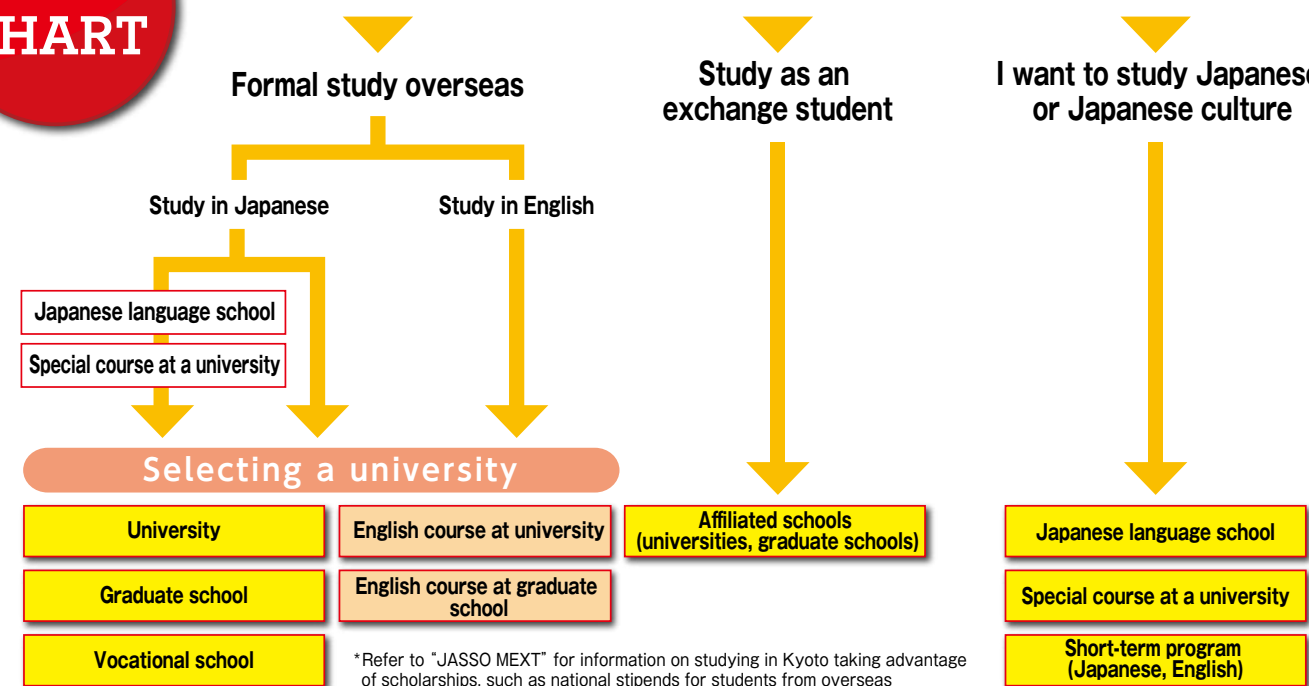 HART
Formal study overseas
Study as an
exchange student
I want to study Japanese
or Japanese culture
Study in Japanese
Study in English
Japanese language school
Special course at a university
Selecting a university
University
Graduate school
Vocational school
English course at university
English course at graduate
school
Affiliated schools
(universities, graduate schools)
Japanese language school
Special course at a university
Short-term program
(Japanese, English)
*Refer to "JASSO MEXT" for information on studying in Kyoto taking advantage
of scholarships, such as national stipends for students from overseas